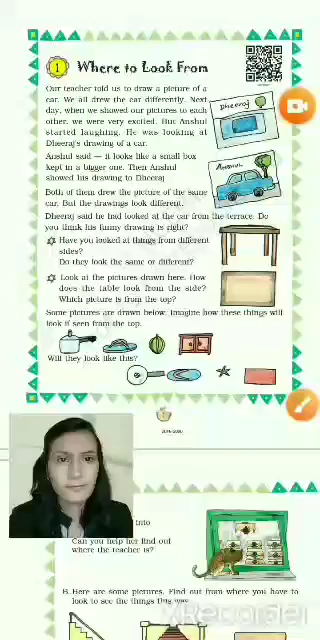 1 Where to Look From
Our teacher told us to draw a picture of a
car. We all drew the car differently. Next
day, when we showed our pictures to each
other, we were very excited. But Anshul
started laughing. He was looking at
Dheeraj's drawing of a car.
Dheeraj
Anshul said — it looks like a small box
kept in a bigger one. Then Anshul
showed his drawing to Dheeraj
Anshul
Both of them drew the picture of the same
car. But the drawings look different.
Dheeraj said he had looked at the car from the terrace. Do
you think his funny drawing is right?
Have you looked at things from different
sides?
Do they look the same or different?
Look at the pictures drawn here. How
does the table look from the side?
Which picture is from the top?
Some pictures are drawn below. Imagine how these things will
look if seen from the top.
Will they look like this?
into
Can you help her find out
where the teacher is?
B. Here are some pictures. Find out from where you have to
look to see the things this way.
RECORDER